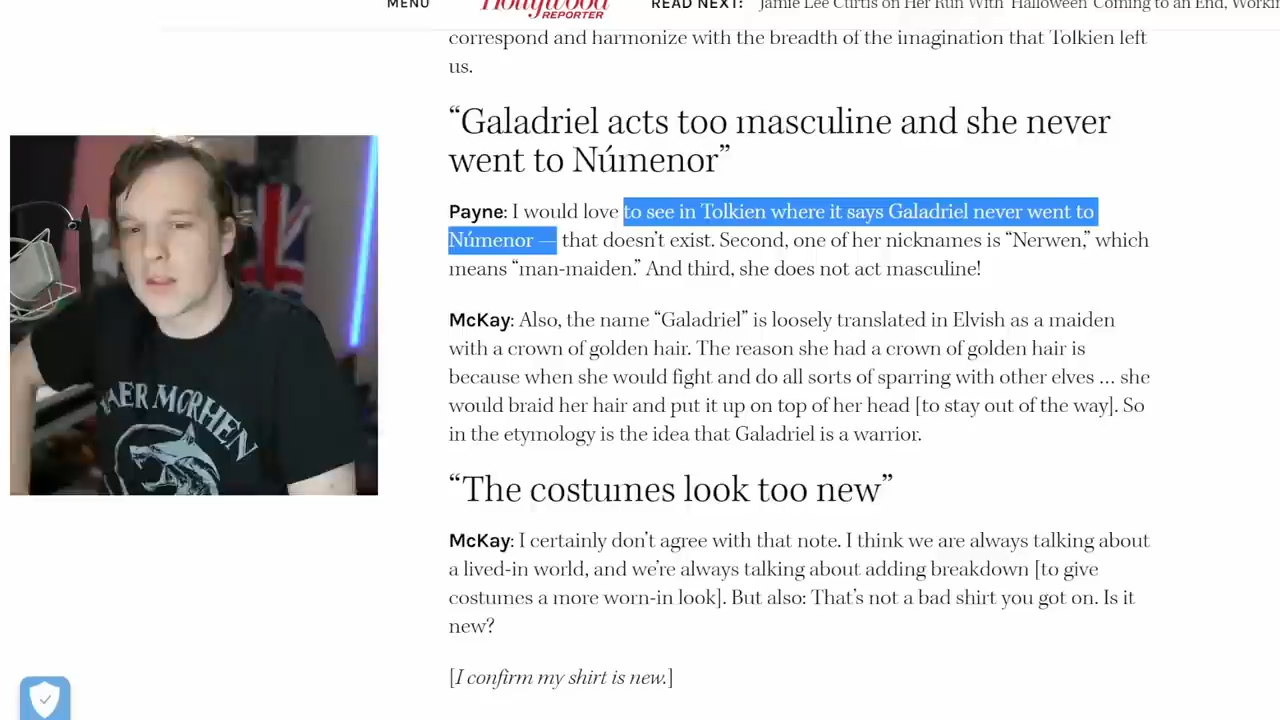 MENU
Hollywood
REPORTER
READ NEXT:
Jamie Lee Curtis on Her Run With 'Halloween' Coming to an End,
correspond and harmonize with the breadth of the imagination that Tolkien left
us.
“Galadriel acts too masculine and she never
went to Númenor”
Payne: I would love to see in Tolkien where it says Galadriel never went to
Númenor — that doesn’t exist. Second, one of her nicknames is “Nerwen,” which
means “man-maiden.” And third, she does not act masculine!
McKay: Also, the name “Galadriel” is loosely translated in Elvish as a maiden
with a crown of golden hair. The reason she had a crown of golden hair is
because when she would fight and do all sorts of sparring with other elves … she
would braid her hair and put it up on top of her head [to stay out of the way]. So
in the etymology is the idea that Galadriel is a warrior.
“The costumes look too new”
McKay: I certainly don’t agree with that note. I think we are always talking about
a lived-in world, and we’re always talking about adding breakdown [to give
costumes a more worn-in look]. But also: That’s not a bad shirt you got on. Is it
new?
[I confirm my shirt is new.]
AER MORHEN